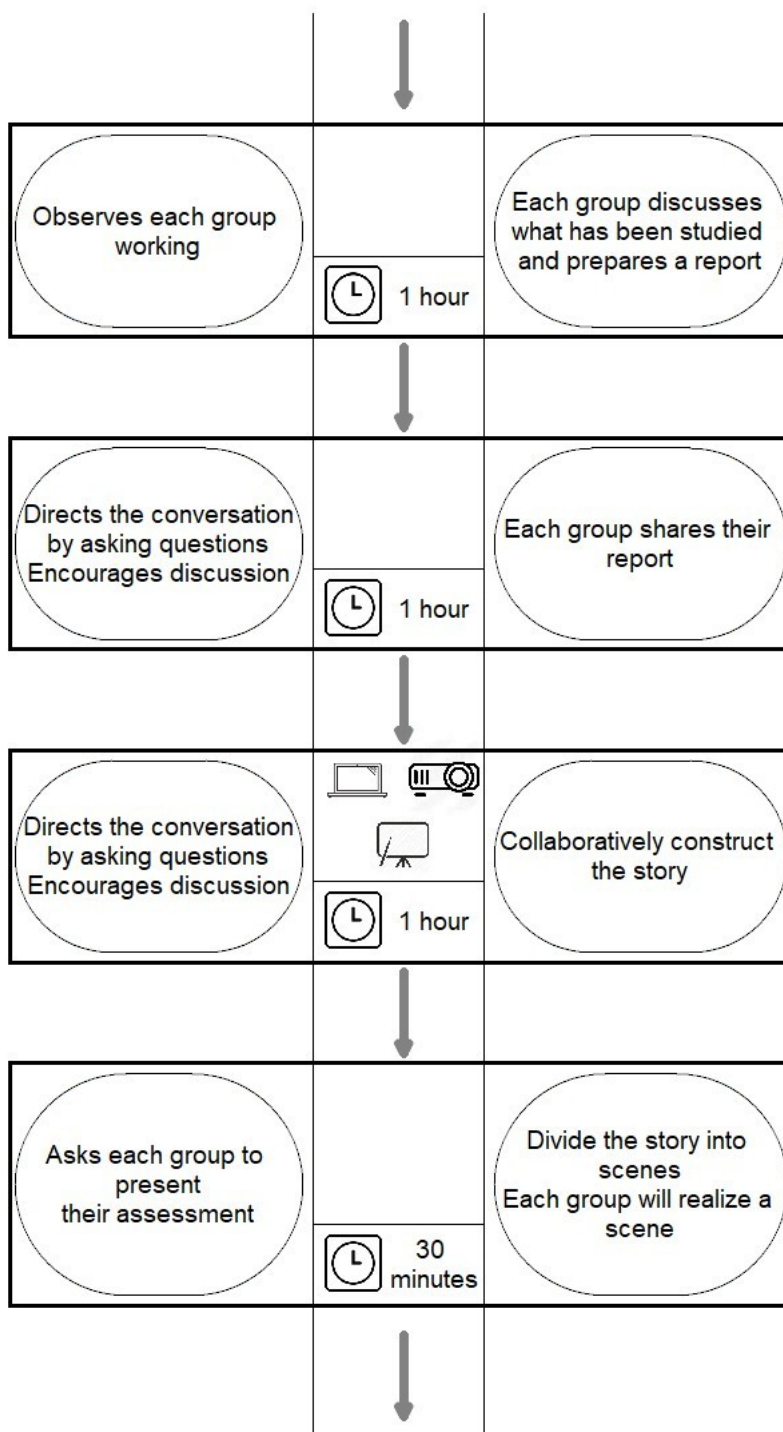 Observes each group
working
1 hour
Each group discusses
what has been studied
and prepares a report
Directs the conversation
by asking questions
Encourages discussion
1 hour
Each group shares their
report
Directs the conversation
by asking questions
Encourages discussion
1 hour
Collaboratively construct
the story
Asks each group to
present
their assessment
30
minutes
Divide the story into
scenes
Each group will realize a
scene